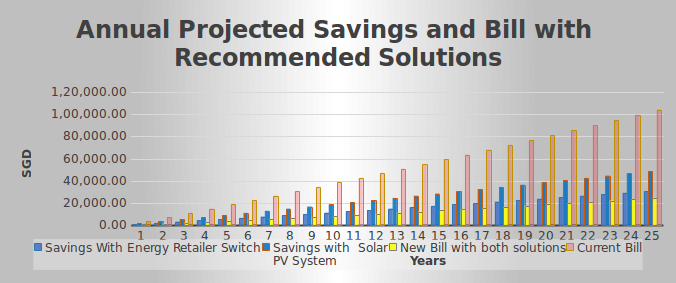 Annual Projected Savings and Bill with
Recommended Solutions
1,20,000.00
1,00,000.00
80,000.00
60,000.00
40,000.00
20,000.00
0.00
SGD
1 2 3 4 5 6 7 8 9 10 11 12 13 14 15 16 17 18 19 20 21 22 23 24 25
Savings With Energy Retailer Switch Savings with Solar New Bill with both solutions Current Bill
PV System
Years